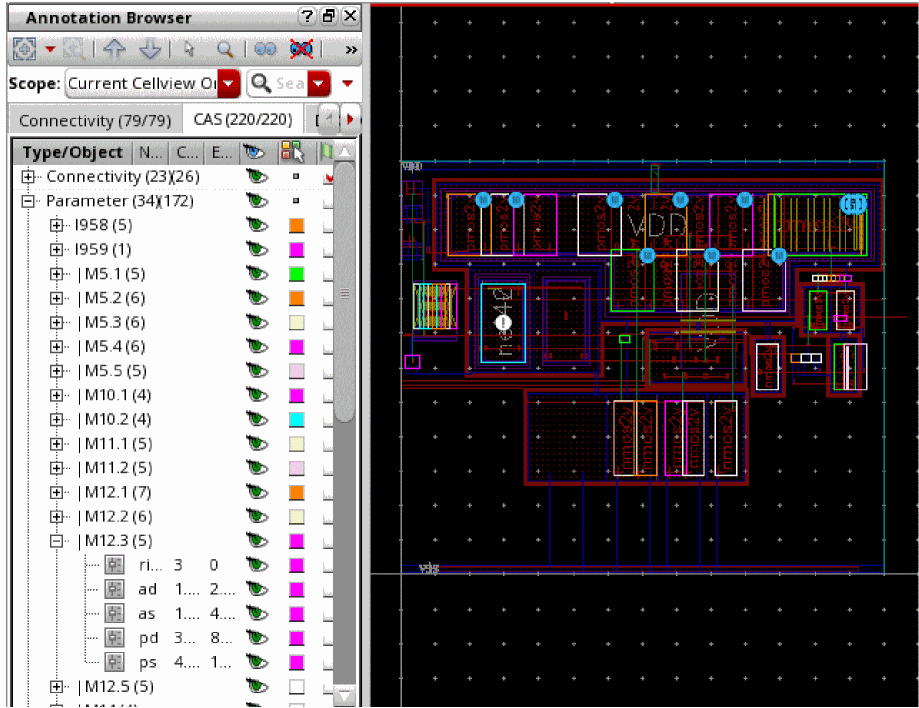 Annotation Browser
Scope: Current Cellview Or Sea
Connectivity (79/79) CAS (220/220)
Type/Object N... C... E...
Connectivity (23)(26)
Parameter (34)(172)
I958 (5)
I959 (1)
|M5.1 (5)
|M5.2 (6)
|M5.3 (6)
|M5.4 (6)
|M5.5 (5)
|M10.1 (4)
|M10.2 (4)
|M11.1 (5)
|M11.2 (5)
|M12.1 (7)
|M12.2 (6)
|M12.3 (5)
ri... 3 0
ad 1.... 2....
as 1.... 4....
pd 3... 8...
ps 4.... 1...
|M12.5 (5)
VDD